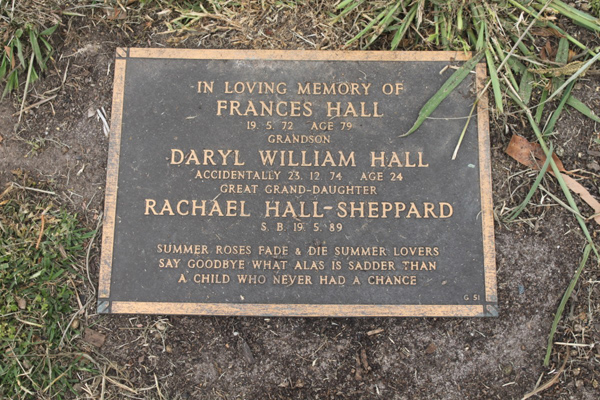 IN LOVING MEMORY OF
FRANCES HALL
19. 5. 72 AGE 79
GRANDSON
DARYL WILLIAM HALL
ACCIDENTALLY 23. 12. 74 AGE 24
GREAT GRAND-DAUGHTER
RACHAEL HALL-SHEPPARD
S. B. 19. 5. 89
SUMMER ROSES FADE & DIE SUMMER LOVERS
SAY GOODBYE WHAT ALAS IS SADDER THAN
A CHILD WHO NEVER HAD A CHANCE
G 51